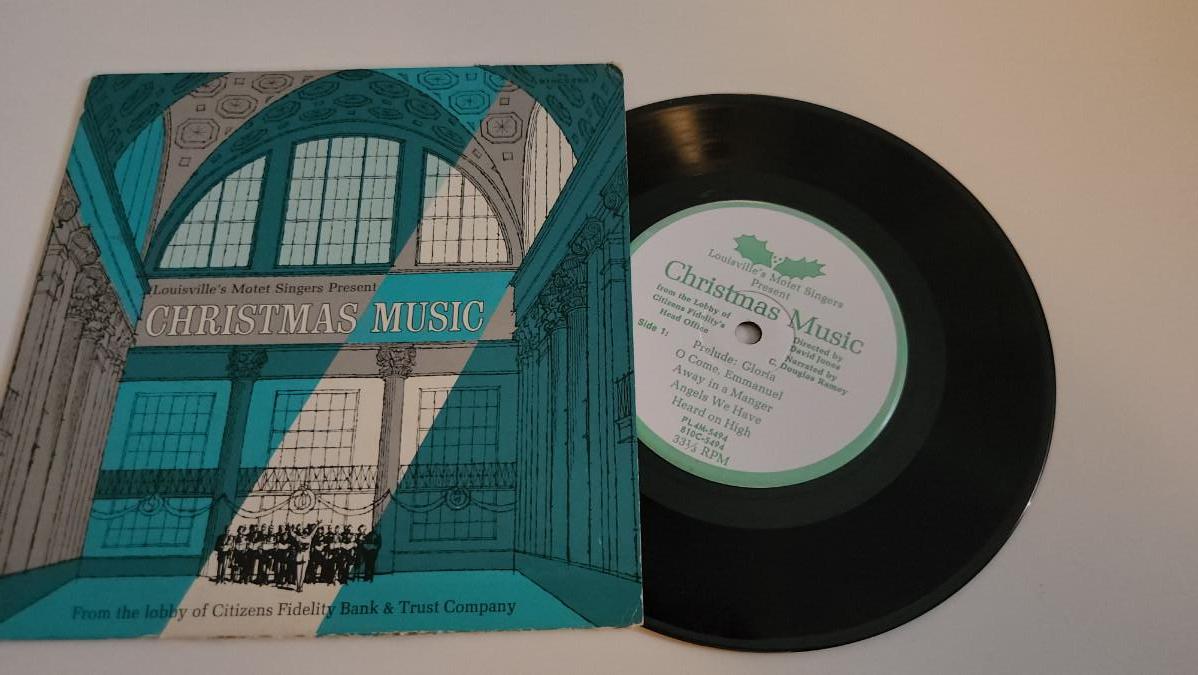 Louisville's Motet Singers Present
CHRISTMAS MUSIC
From the lobby of Citizens Fidelity Bank & Trust Company
Louisville's Motet Singers
Present
Christmas Music
from the Lobby of
Citizens Fidelity's
Head Office
Directed by
David Jones
Narrated by
C. Douglas Ramey
Side 1:
Prelude: Gloria
O Come, Emmanuel
Away in a Manger
Angels We Have
Heard on High
PL4M-5494
810C-5494
33⅓ RPM